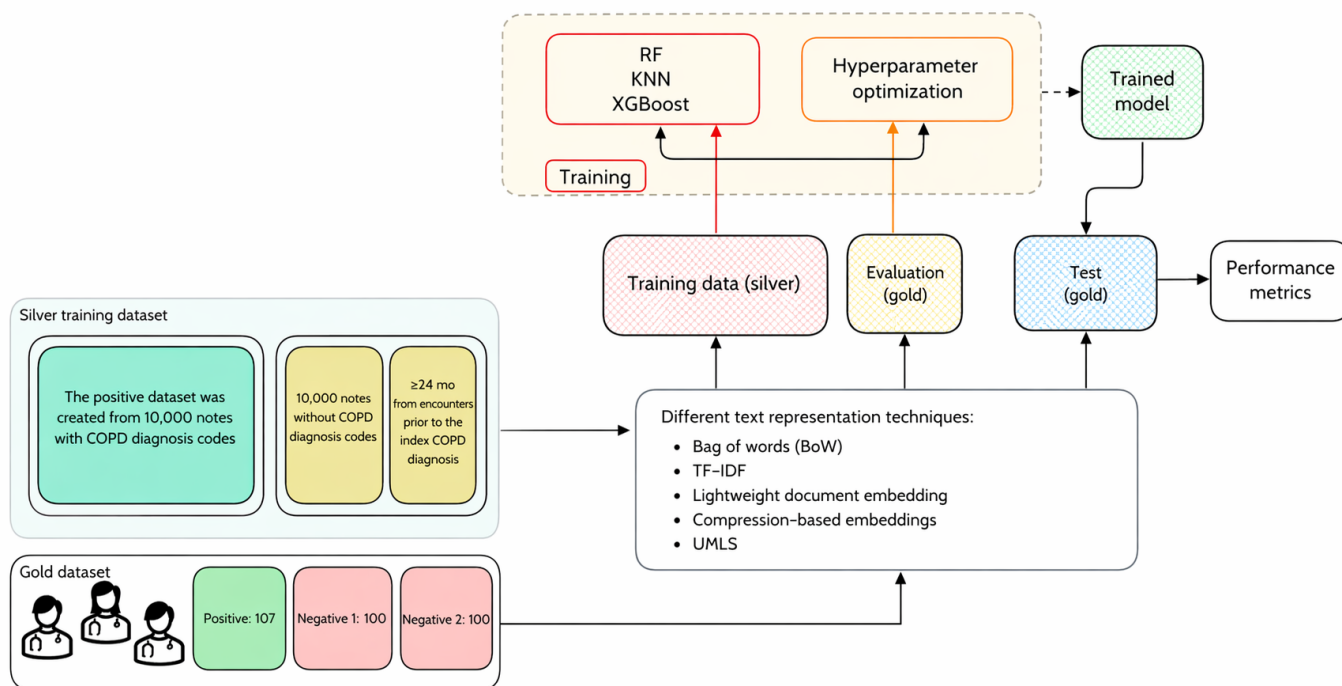 RF
KNN
XGBoost
Hyperparameter
optimization
Training
Trained
model
Training data (silver)
Evaluation
(gold)
Test
(gold)
Performance
metrics
Silver training dataset
The positive dataset was
created from 10,000 notes
with COPD diagnosis codes
10,000 notes
without COPD
diagnosis codes
≥24 mo
from encounters
prior to the
index COPD
diagnosis
Different text representation techniques:
• Bag of words (BoW)
• TF-IDF
• Lightweight document embedding
• Compression-based embeddings
• UMLS
Gold dataset
Positive: 107
Negative 1: 100
Negative 2: 100